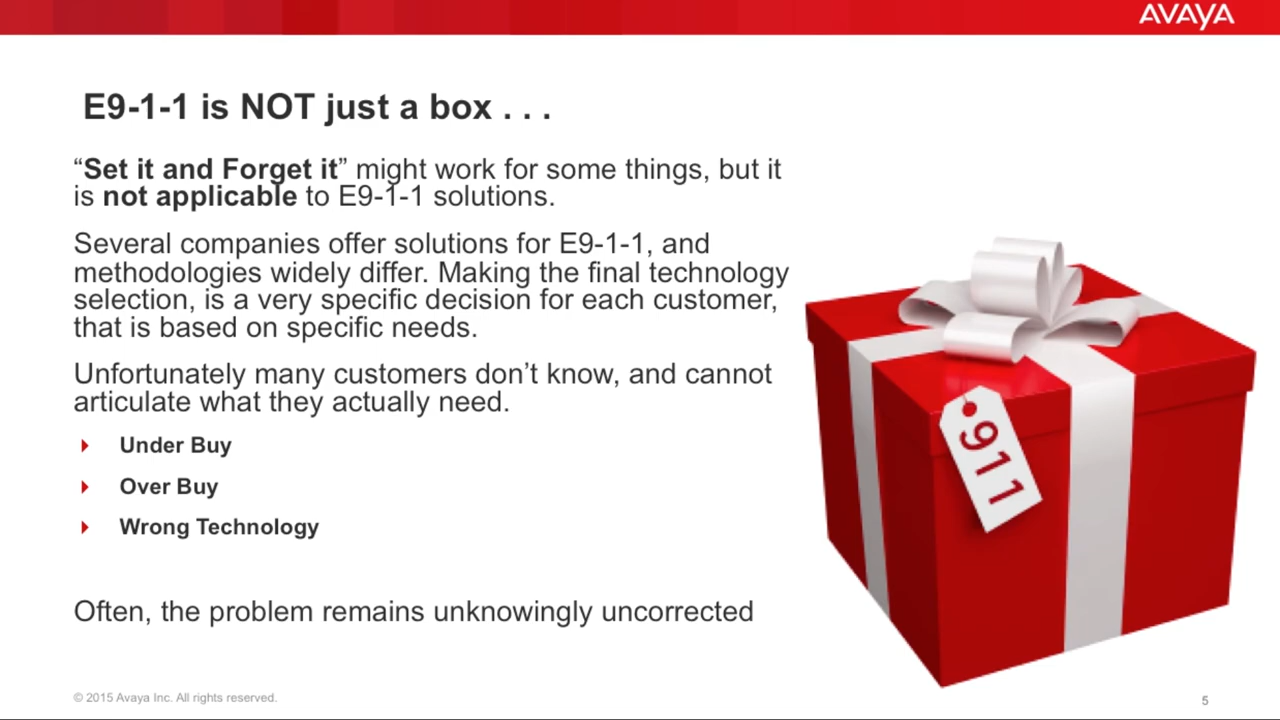 AVAYA
E9-1-1 is NOT just a box . . .
“Set it and Forget it” might work for some things, but it
is not applicable to E9-1-1 solutions.
Several companies offer solutions for E9-1-1, and
methodologies widely differ. Making the final technology
selection, is a very specific decision for each customer,
that is based on specific needs.
Unfortunately many customers don’t know, and cannot
articulate what they actually need.
Under Buy
Over Buy
Wrong Technology
Often, the problem remains unknowingly uncorrected
911
© 2015 Avaya Inc. All rights reserved.
5